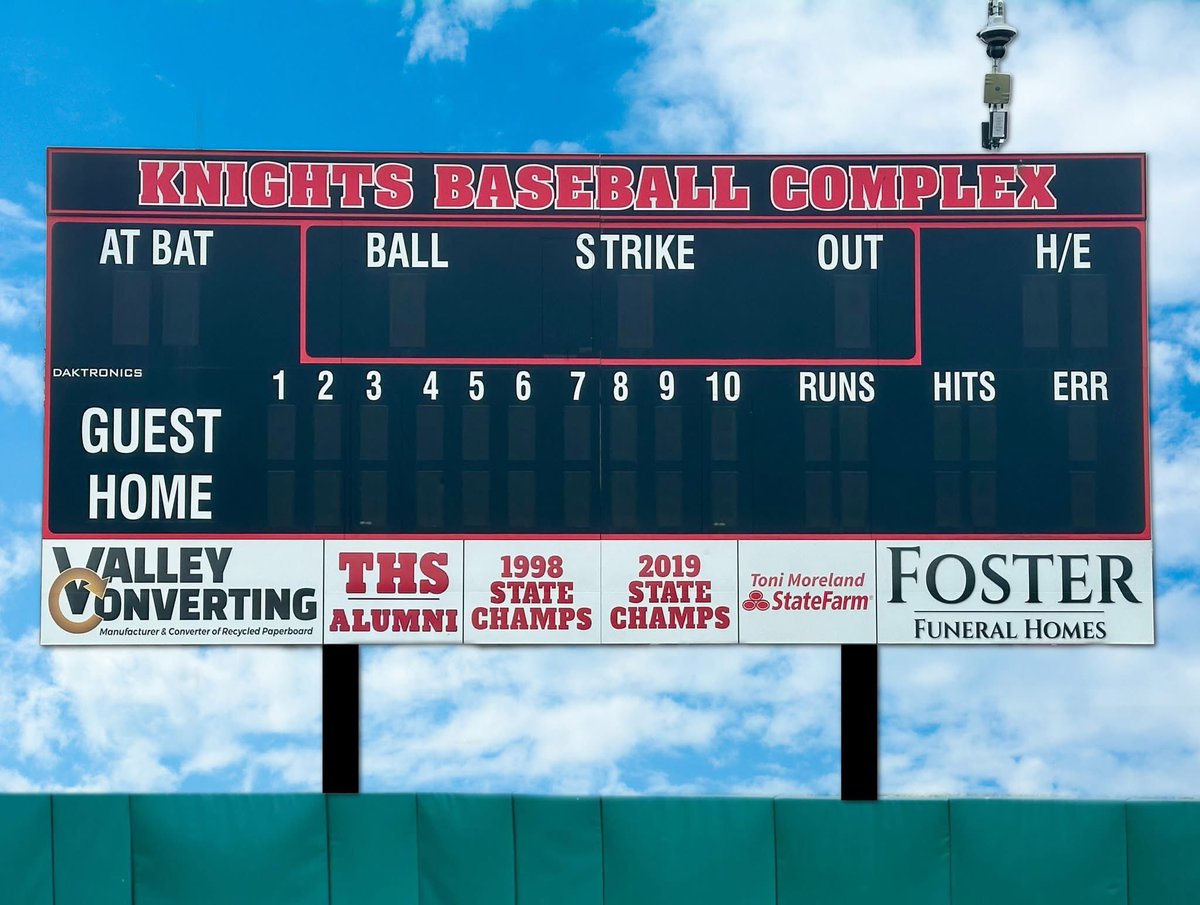 KNIGHTS BASEBALL COMPLEX
AT BAT BALL STRIKE OUT H/E
DAKTRONICS
1 2 3 4 5 6 7 8 9 10 RUNS HITS ERR
GUEST
HOME
VALLEY
CONVERTING
Manufacturer & Converter of Recycled Paperboard
THS
ALUMNI
1998
STATE
CHAMPS
2019
STATE
CHAMPS
Toni Moreland
StateFarm®
FOSTER
FUNERAL HOMES